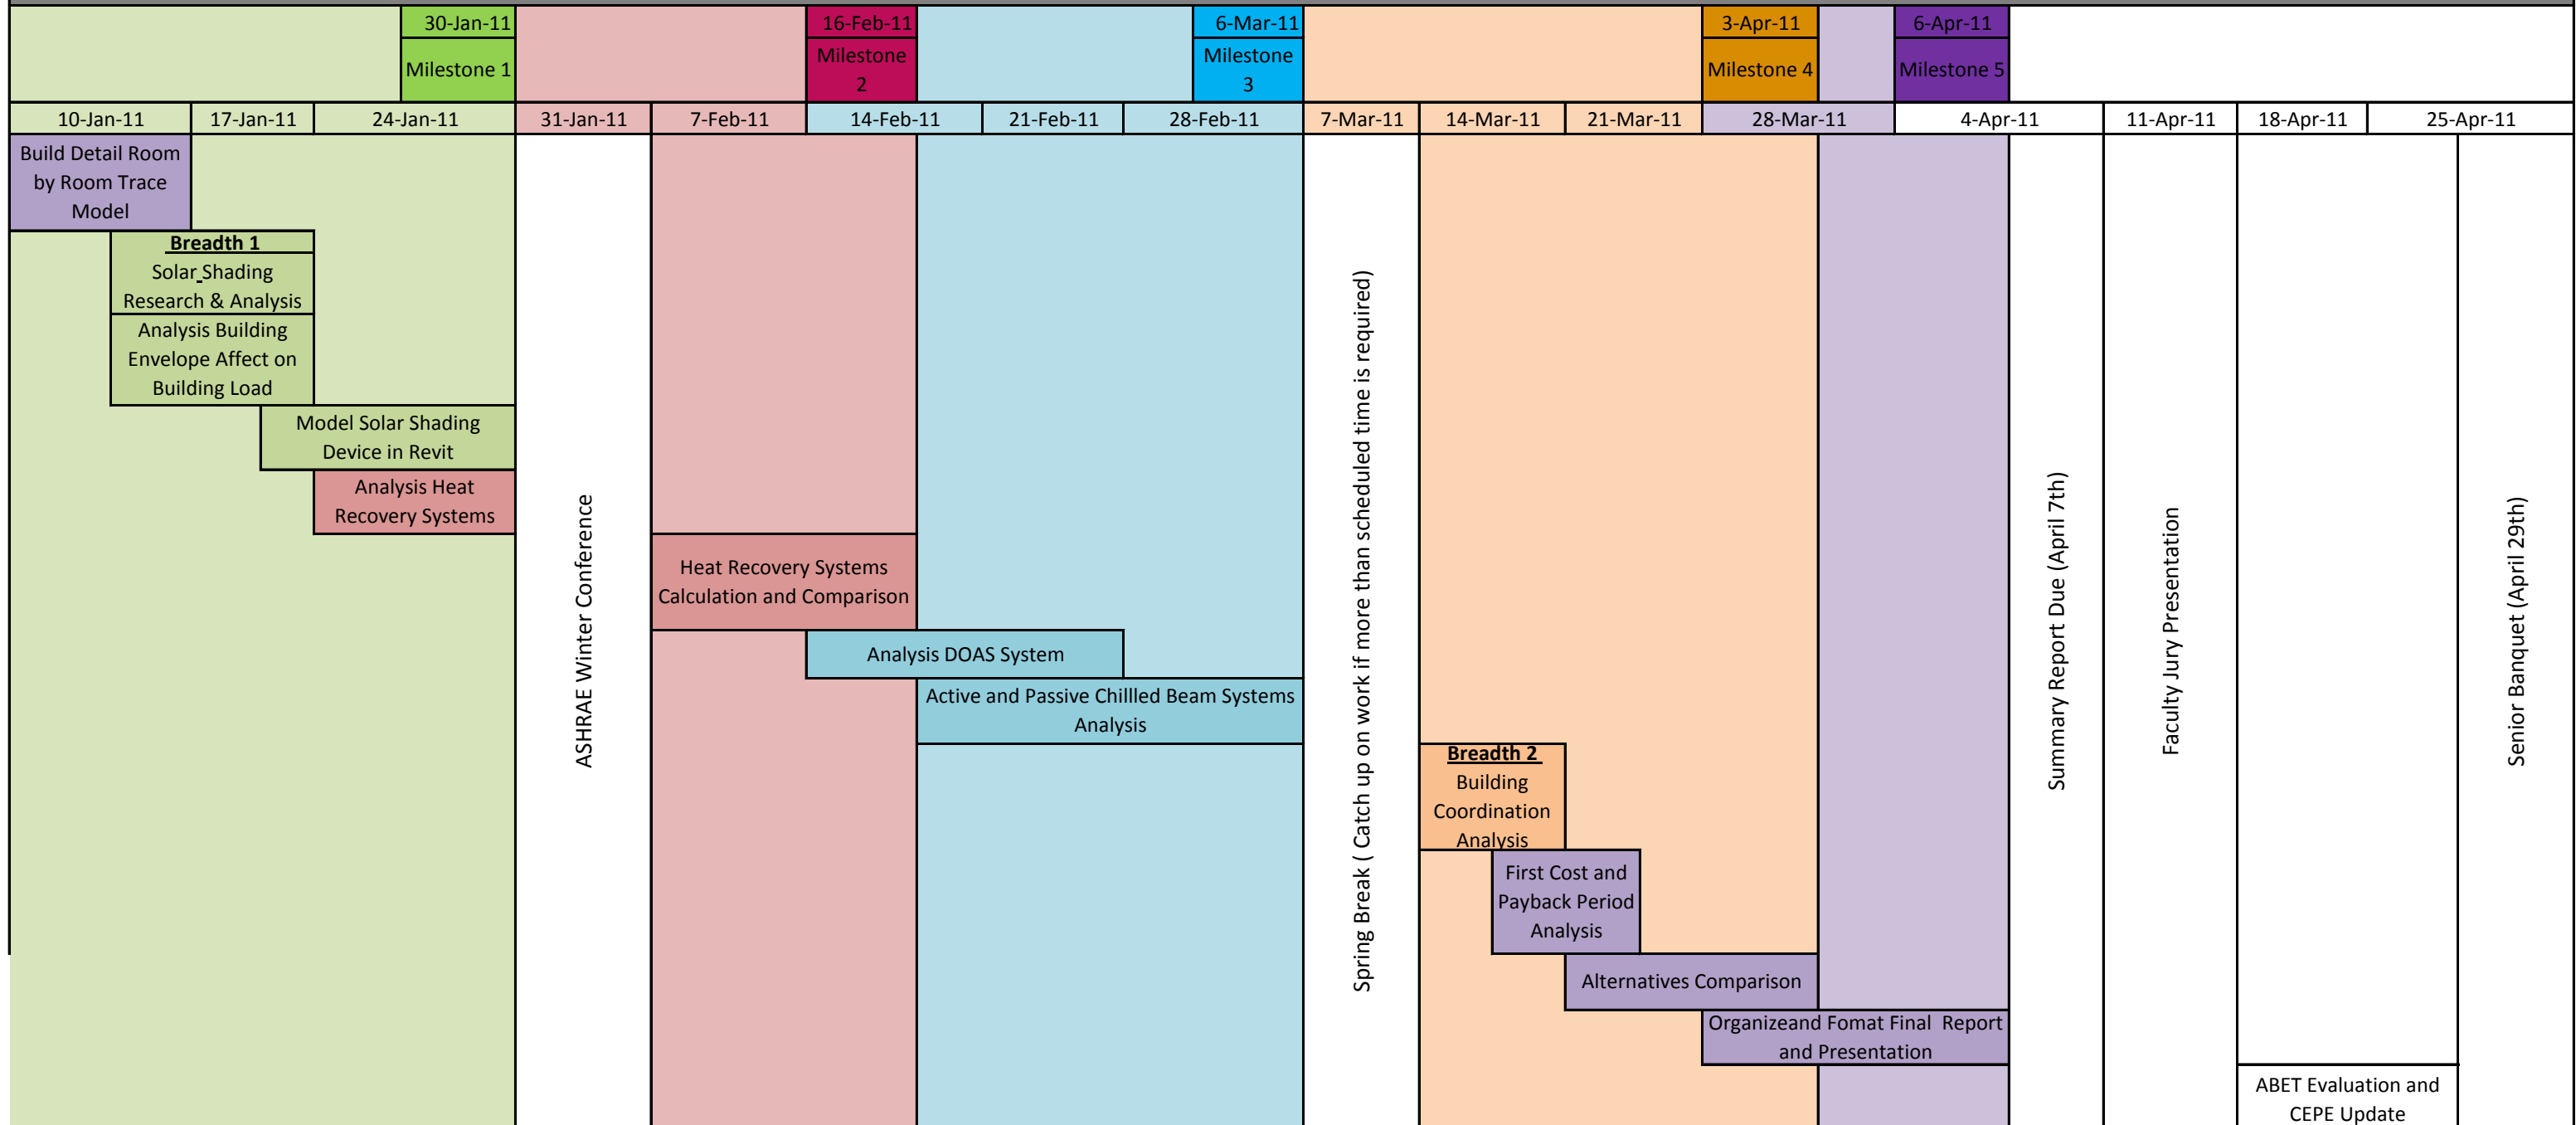 30-Jan-11
16-Feb-11
6-Mar-11
3-Apr-11
6-Apr-11
Milestone 1
Milestone
2
Milestone
3
Milestone 4
Milestone 5
10-Jan-11
17-Jan-11
24-Jan-11
31-Jan-11
7-Feb-11
14-Feb-11
21-Feb-11
28-Feb-11
7-Mar-11
14-Mar-11
21-Mar-11
28-Mar-11
4-Apr-11
11-Apr-11
18-Apr-11
25-Apr-11
Build Detail Room
by Room Trace
Model
Breadth 1
Solar Shading
Research & Analysis
Analysis Building
Envelope Affect on
Building Load
Model Solar Shading
Device in Revit
Analysis Heat
Recovery Systems
ASHRAE Winter Conference
Heat Recovery Systems
Calculation and Comparison
Analysis DOAS System
Active and Passive Chillled Beam Systems
Analysis
Spring Break ( Catch up on work if more than scheduled time is required)
Breadth 2
Building
Coordination
Analysis
First Cost and
Payback Period
Analysis
Alternatives Comparison
Organizeand Fomat Final Report
and Presentation
Summary Report Due (April 7th)
Faculty Jury Presentation
ABET Evaluation and
CEPE Update
Senior Banquet (April 29th)